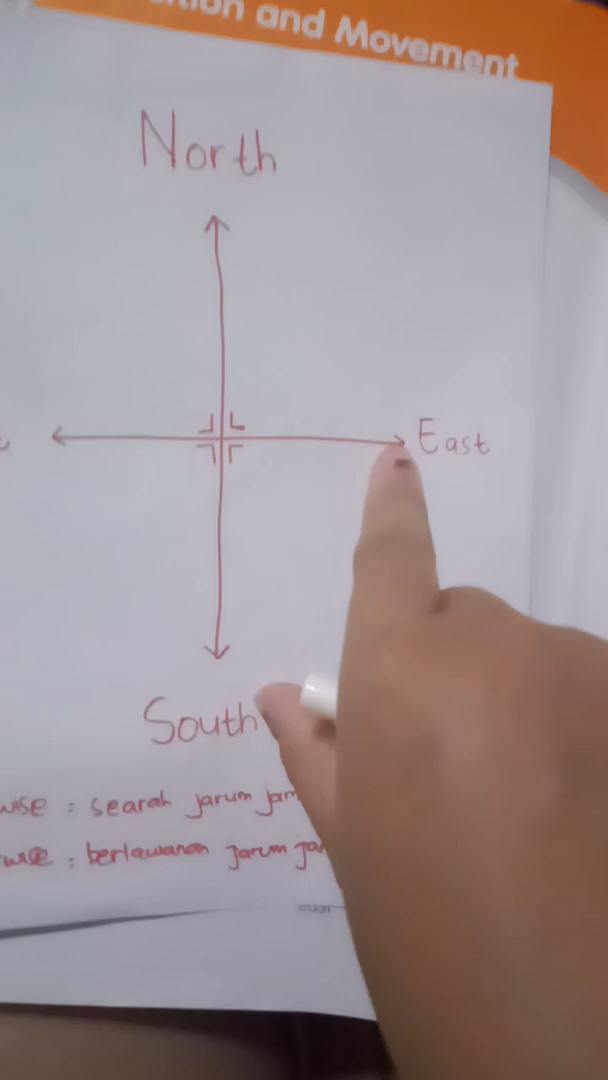 and Movement
North
East
South
: searah jarum
: berlawanan jarum